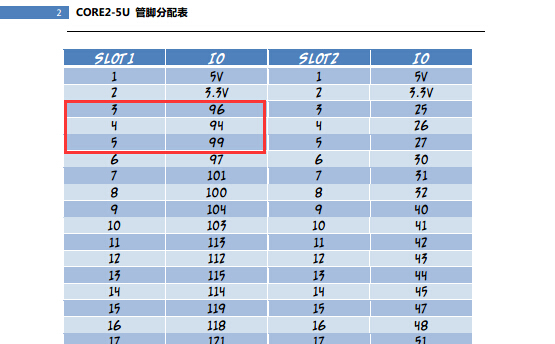 2 CORE2-5U 管脚分配表
SLOT1 IO SLOT2 IO
1 5V 1 5V
2 3.3V 2 3.3V
3 96 3 25
4 94 4 26
5 99 5 27
6 97 6 30
7 101 7 31
8 100 8 32
9 104 9 40
10 103 10 41
11 113 11 42
12 112 12 43
13 115 13 44
14 114 14 45
15 119 15 47
16 118 16 48
17 121 17 51